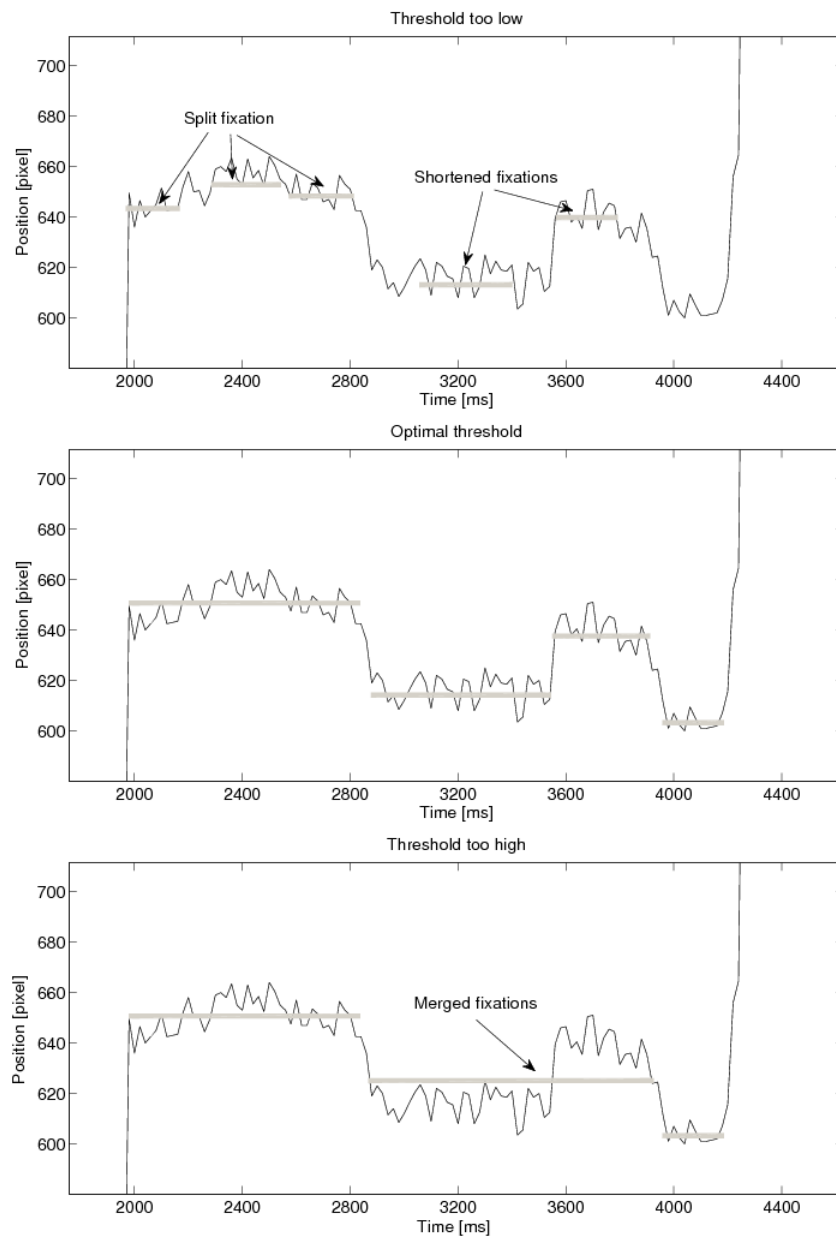 Threshold too low
700
680
660
640
620
600
Position [pixel]
Split fixation
Shortened fixations
2000 2400 2800 3200 3600 4000 4400
Time [ms]
Optimal threshold
700
680
660
640
620
600
Position [pixel]
2000 2400 2800 3200 3600 4000 4400
Time [ms]
Threshold too high
700
680
660
640
620
600
Position [pixel]
Merged fixations
2000 2400 2800 3200 3600 4000 4400
Time [ms]